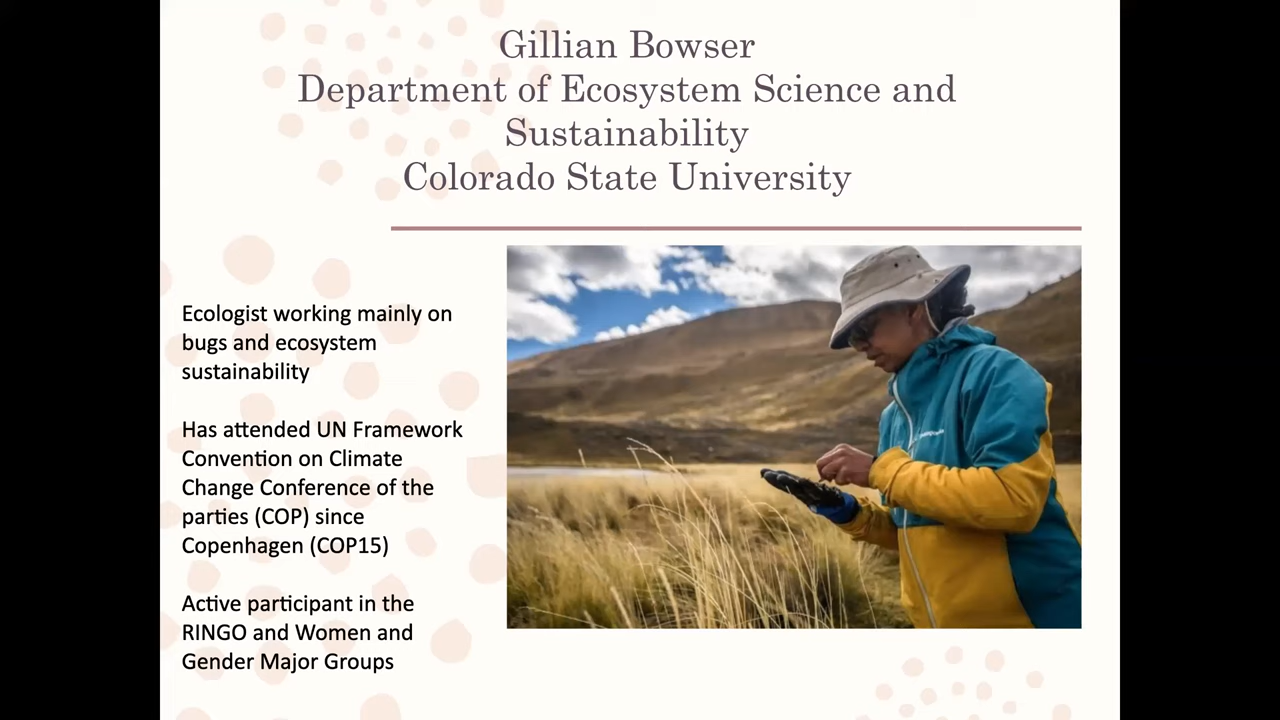 Gillian Bowser
Department of Ecosystem Science and
Sustainability
Colorado State University
Ecologist working mainly on
bugs and ecosystem
sustainability
Has attended UN Framework
Convention on Climate
Change Conference of the
parties (COP) since
Copenhagen (COP15)
Active participant in the
RINGO and Women and
Gender Major Groups